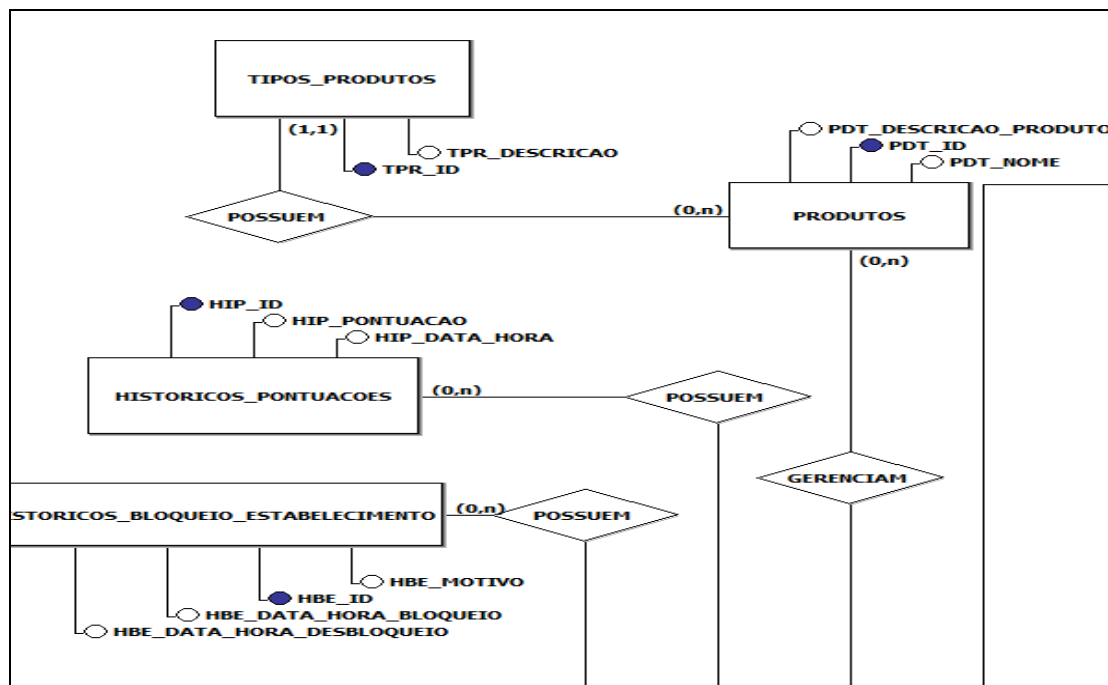 TIPOS_PRODUTOS
(1,1)
TPR_DESCRICAO
TPR_ID
POSSUEM
(0,n)
PDT_DESCRICAO_PRODUTO
PDT_ID
PDT_NOME
PRODUTOS
(0,n)
HIP_ID
HIP_PONTUACAO
HIP_DATA_HORA
HISTORICOS_PONTUACOES
(0,n)
POSSUEM
GERENCIAM
STORICOS_BLOQUEIO_ESTABELECIMENTO
(0,n)
POSSUEM
HBE_MOTIVO
HBE_ID
HBE_DATA_HORA_BLOQUEIO
HBE_DATA_HORA_DESBLOQUEIO